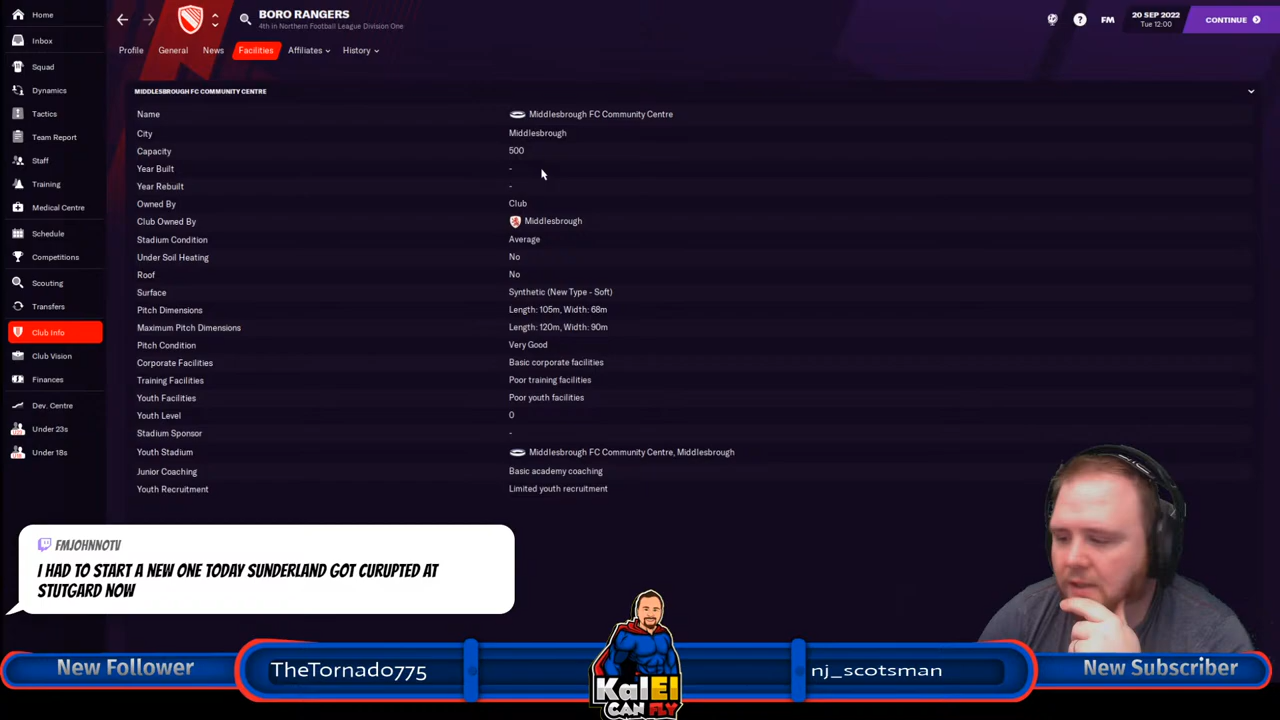 Home
BORO RANGERS
4th in Northern Football League Division One
FM
20 SEP 2022
Tue 12:00
CONTINUE
Inbox
Profile
General
News
Facilities
Affiliates
History
Squad
Dynamics
Tactics
Team Report
Staff
Training
Medical Centre
Schedule
Competitions
Scouting
Transfers
Club Info
Club Vision
Finances
Dev. Centre
Under 23s
Under 18s
MIDDLESBROUGH FC COMMUNITY CENTRE
Name Middlesbrough FC Community Centre
City Middlesbrough
Capacity 500
Year Built -
Year Rebuilt -
Owned By Club
Club Owned By Middlesbrough
Stadium Condition Average
Under Soil Heating No
Roof No
Surface Synthetic (New Type - Soft)
Pitch Dimensions Length: 105m, Width: 68m
Maximum Pitch Dimensions Length: 120m, Width: 90m
Pitch Condition Very Good
Corporate Facilities Basic corporate facilities
Training Facilities Poor training facilities
Youth Facilities Poor youth facilities
Youth Level 0
Stadium Sponsor -
Youth Stadium Middlesbrough FC Community Centre, Middlesbrough
Junior Coaching Basic academy coaching
Youth Recruitment Limited youth recruitment
FMJOHNNOTV
I HAD TO START A NEW ONE TODAY SUNDERLAND GOT CURUPTED AT
STUTGARD NOW
New Follower
TheTornado775
KalEl
CAN FLY
nj_scotsman
New Subscriber